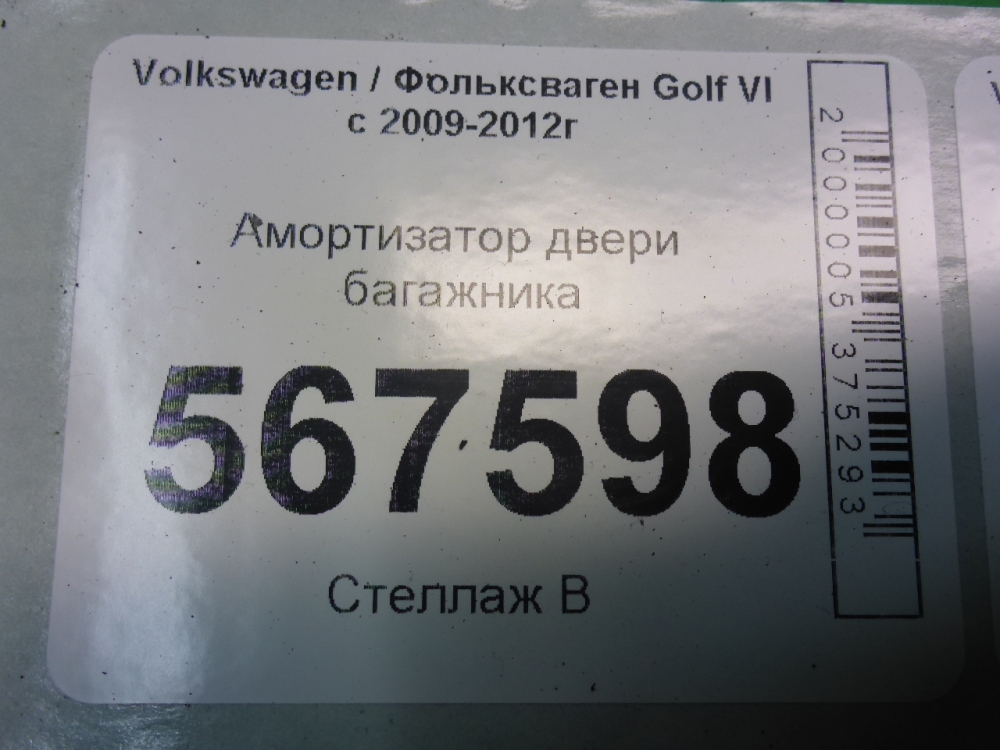 Volkswagen / Фольксваген Golf VI
с 2009-2012г
Амортизатор двери
багажника
567598
Стеллаж В
2000005375293